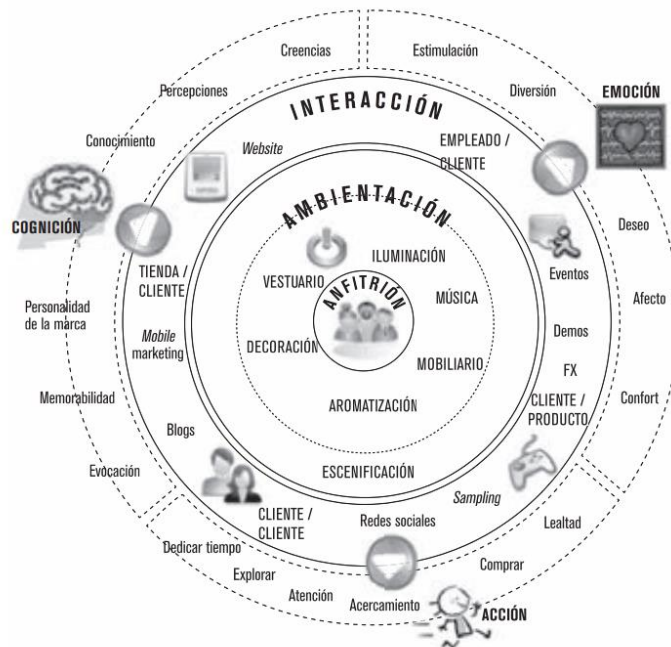 Creencias
Estimulación
Percepciones
Diversión
EMOCIÓN
INTERACCIÓN
Conocimiento
Website
EMPLEADO /
CLIENTE
COGNICIÓN
AMBIENTACIÓN
Deseo
ILUMINACIÓN
TIENDA /
CLIENTE
VESTUARIO
Eventos
ANFITRIÓN
MÚSICA
Afecto
Personalidad
de la marca
Mobile
marketing
DECORACIÓN
Demos
MOBILIARIO
FX
Memorabilidad
AROMATIZACIÓN
CLIENTE /
PRODUCTO
Confort
Blogs
Evocación
ESCENIFICACIÓN
Sampling
CLIENTE /
CLIENTE
Redes sociales
Lealtad
Dedicar tiempo
Explorar
Comprar
Atención
Acercamiento
ACCIÓN